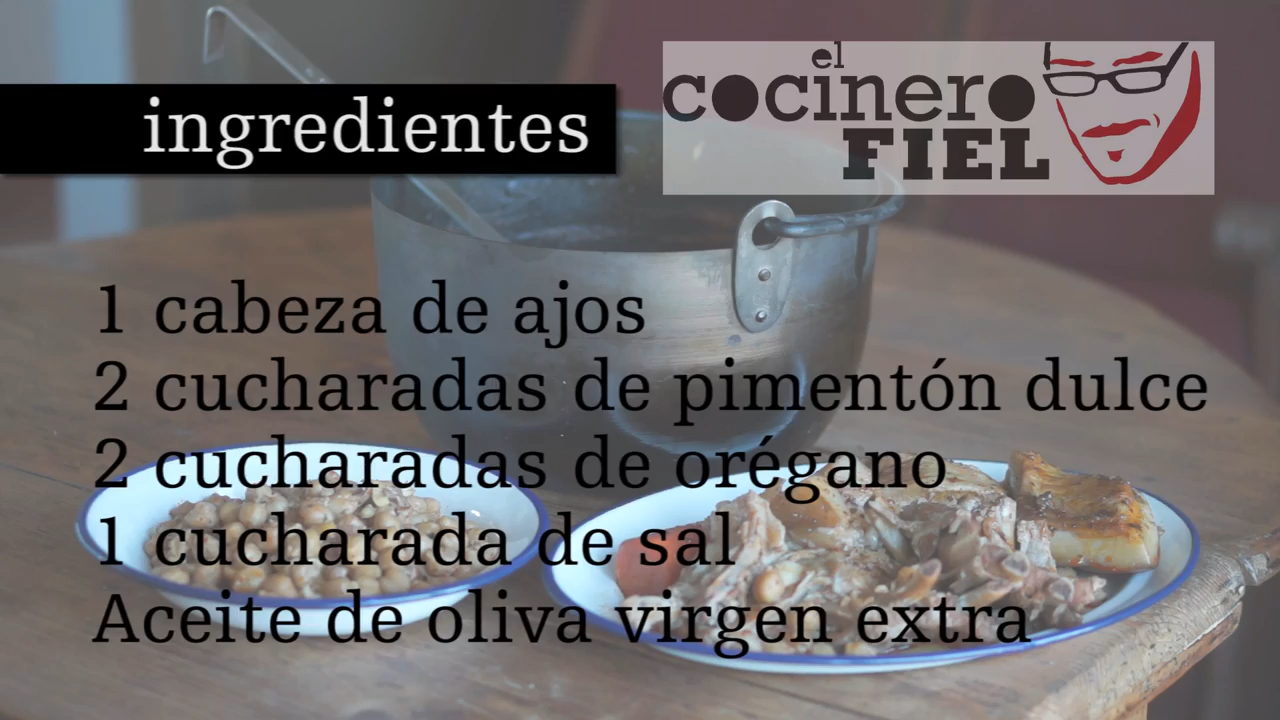 el
cocinero
FIEL
ingredientes
1 cabeza de ajos
2 cucharadas de pimentón dulce
2 cucharadas de orégano
1 cucharada de sal
Aceite de oliva virgen extra